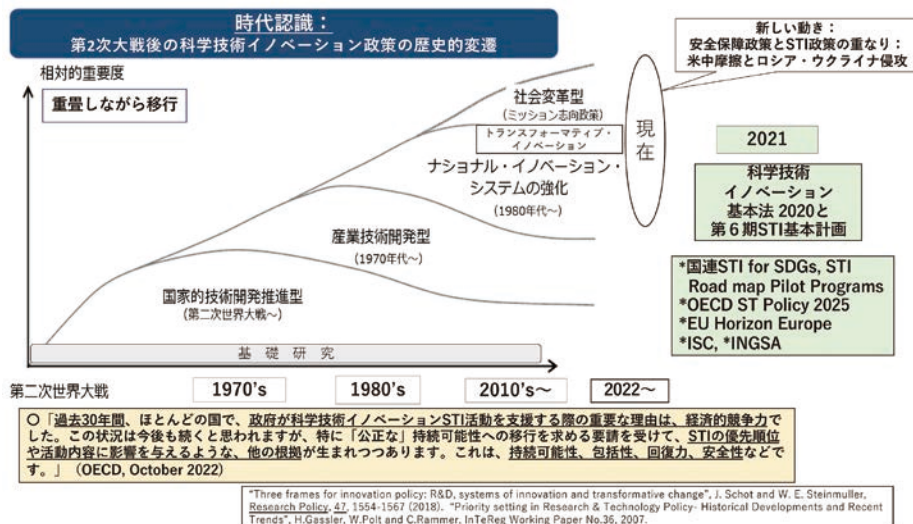 時代認識：
第2次大戦後の科学技術イノベーション政策の歴史的変遷
新しい動き：
安全保障政策とSTI政策の重なり：
米中摩擦とロシア・ウクライナ侵攻
相対的重要度
重畳しながら移行
社会変革型
(ミッション志向政策)
トランスフォーマティブ・
イノベーション
現在
ナショナル・イノベーション・
システムの強化
(1980年代～)
産業技術開発型
(1970年代～)
国家的技術開発推進型
(第二次世界大戦～)
基礎研究
2021
科学技術
イノベーション
基本法 2020と
第６期STI基本計画
*国連STI for SDGs, STI
Road map Pilot Programs
*OECD ST Policy 2025
*EU Horizon Europe
*ISC, *INGSA
第二次世界大戦
1970's
1980's
2010's～
2022～
〇「過去30年間、ほとんどの国で、政府が科学技術イノベーションSTI活動を支援する際の重要な理由は、経済的競争力で
した。この状況は今後も続くと思われますが、特に「公正な」持続可能性への移行を求める要請を受けて、STIの優先順位
や活動内容に影響を与えるような、他の根拠が生まれつつあります。これは、持続可能性、包括性、回復力、安全性などで
す。」（OECD, October 2022）
"Three frames for innovation policy: R&D, systems of innovation and transformative change", J. Schot and W. E. Steinmuller,
Research Policy, 47, 1554-1567 (2018). "Priority setting in Research & Technology Policy- Historical Developments and Recent
Trends", H.Gassler, W.Polt and C.Rammer, InTeReg Working Paper No.36, 2007.